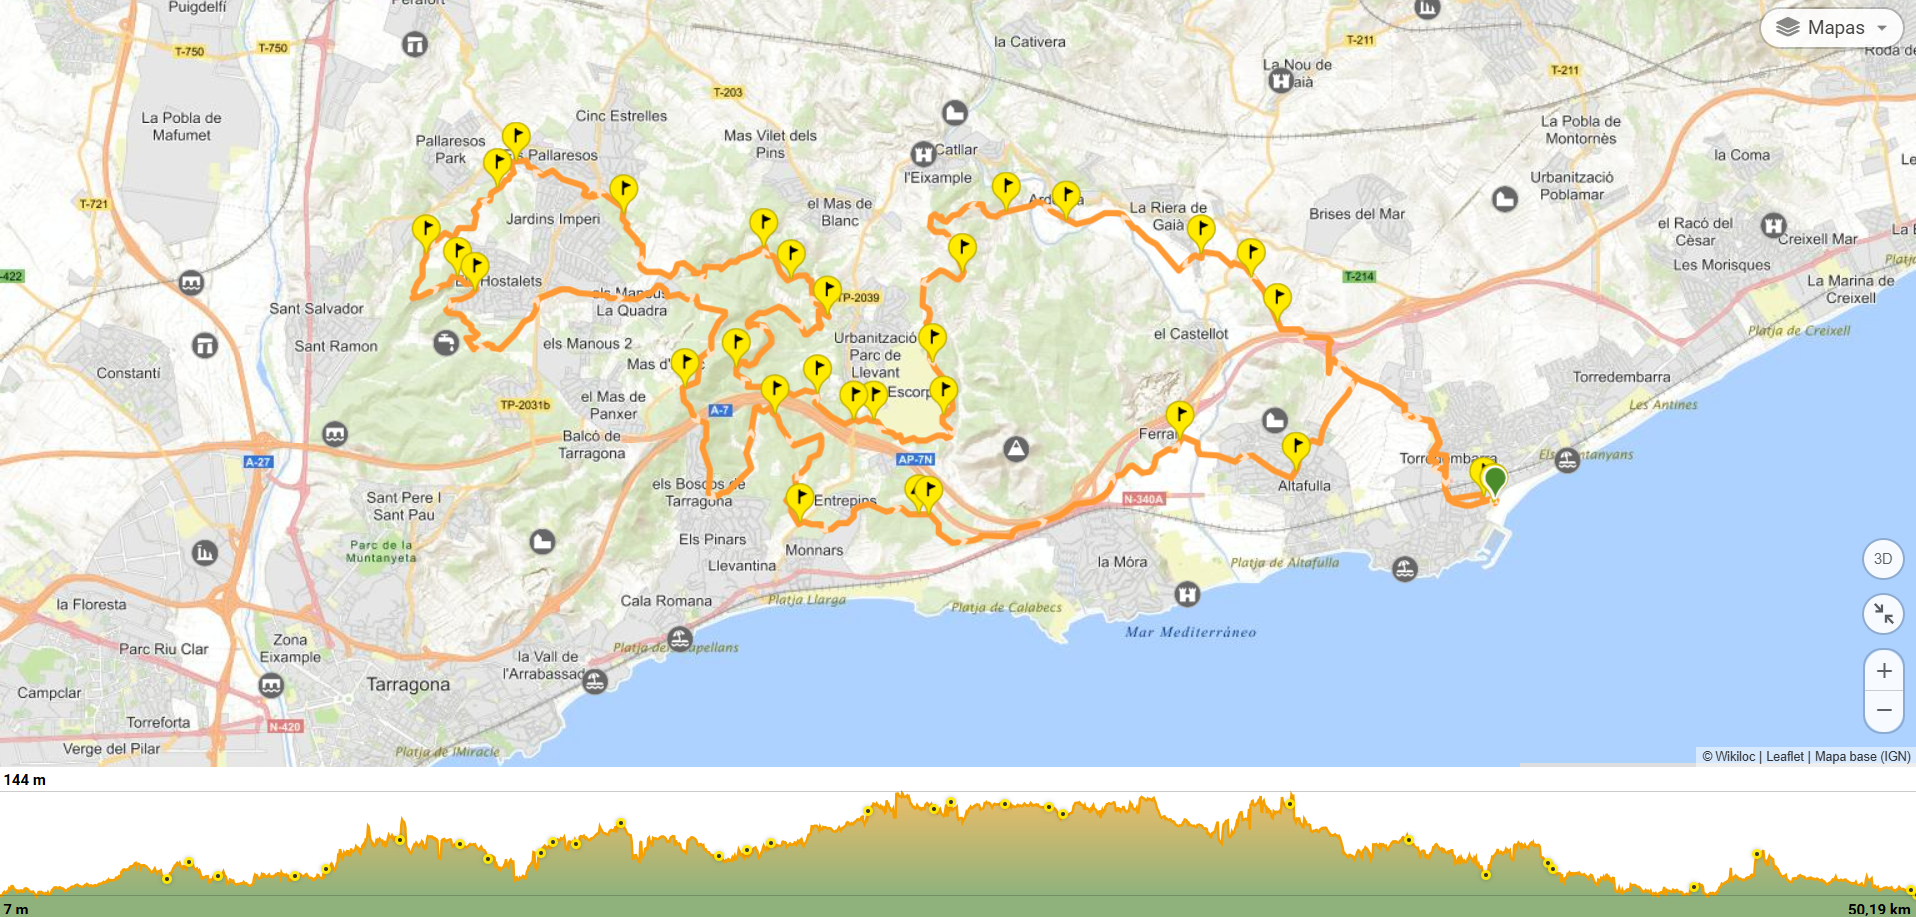 Puigdelfí
Perafort
T-750
T-750
la Cativera
T-211
Mapas
Roda de
La Nou de
Gaià
T-211
T-203
La Pobla de
Mafumet
Cinc Estrelles
Pallaresos
Park
Els Pallaresos
Mas Vilet dels
Pins
Catllar
l'Eixample
La Pobla de
Montornès
la Coma
Urbanització
Poblamar
T-721
Jardins Imperi
el Mas de
Blanc
Ardenya
La Riera de
Gaià
Brises del Mar
el Racó del
Cèsar
Creixell Mar
Les Morisques
-422
Els Hostalets
T-214
La Marina de
Creixell
Sant Salvador
els Manous
La Quadra
TP-2039
Platja de Creixell
Sant Ramon
els Manous 2
Urbanització
Parc de
Llevant
el Castellot
Constantí
Mas d'
Escorp
Torredembarra
TP-2031b
el Mas de
Panxer
A-7
Les Antines
Balcó de
Tarragona
Ferran
A-27
AP-7N
Torredembarra
Els Muntanyans
els Boscos de
Tarragona
Entrepins
N-340A
Altafulla
Sant Pere I
Sant Pau
Els Pinars
Monnars
Parc de la
Muntanyeta
Llevantina
la Móra
Platja de Altafulla
3D
la Floresta
Cala Romana
Platja Llarga
Platja de Calabecs
Mar Mediterráneo
Parc Riu Clar
Zona
Eixample
la Vall de
l'Arrabassada
Platja dels Capellans
Campclar
Tarragona
Torreforta
N-420
Verge del Pilar
Platja de lMiracle
+
−
© Wikiloc | Leaflet | Mapa base (IGN)
144 m
7 m
50,19 km